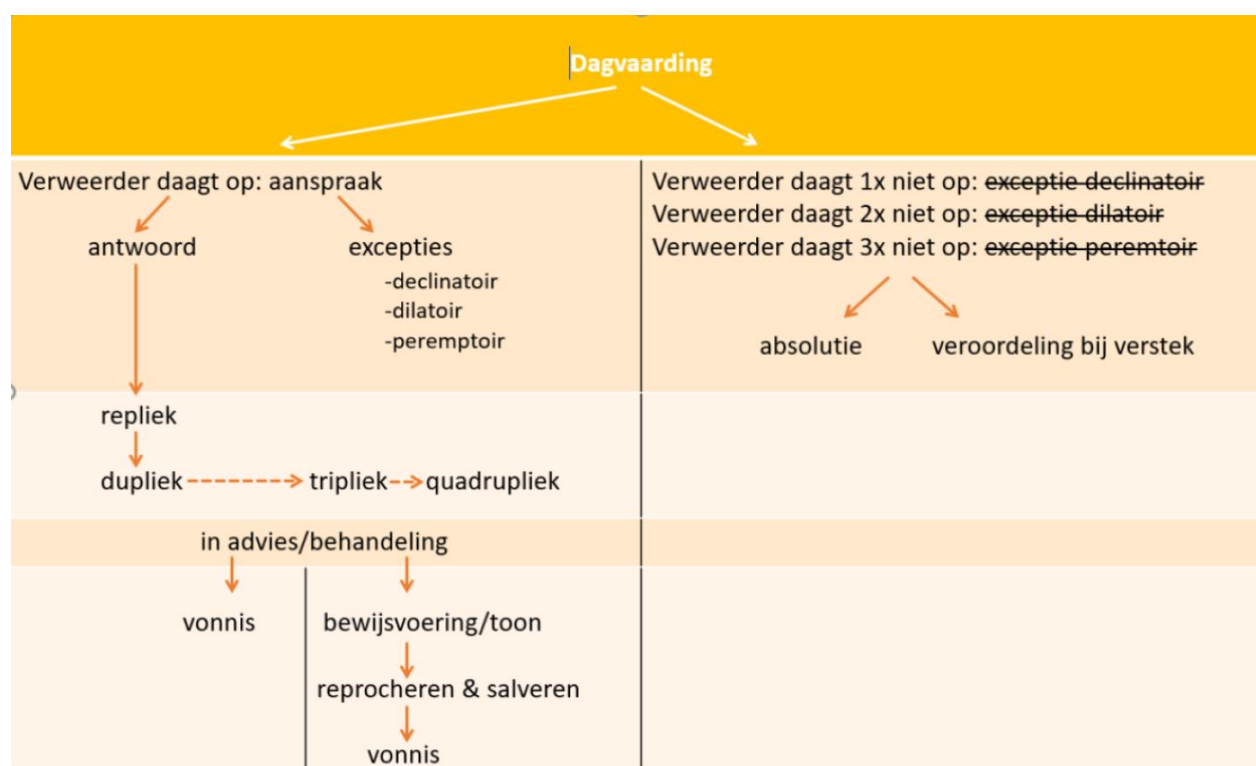 Dagvaarding
Verweerder daagt op: aanspraak
antwoord
excepties
-declinatoir
-dilatoir
-peremptoir
Verweerder daagt 1x niet op: exceptie declinatoir
Verweerder daagt 2x niet op: exceptie dilatoir
Verweerder daagt 3x niet op: exceptie peremtoir
absolutie
veroordeling bij verstek
repliek
dupliek
tripliek
quadrupliek
in advies/behandeling
vonnis
bewijsvoering/toon
reprocheren & salveren
vonnis